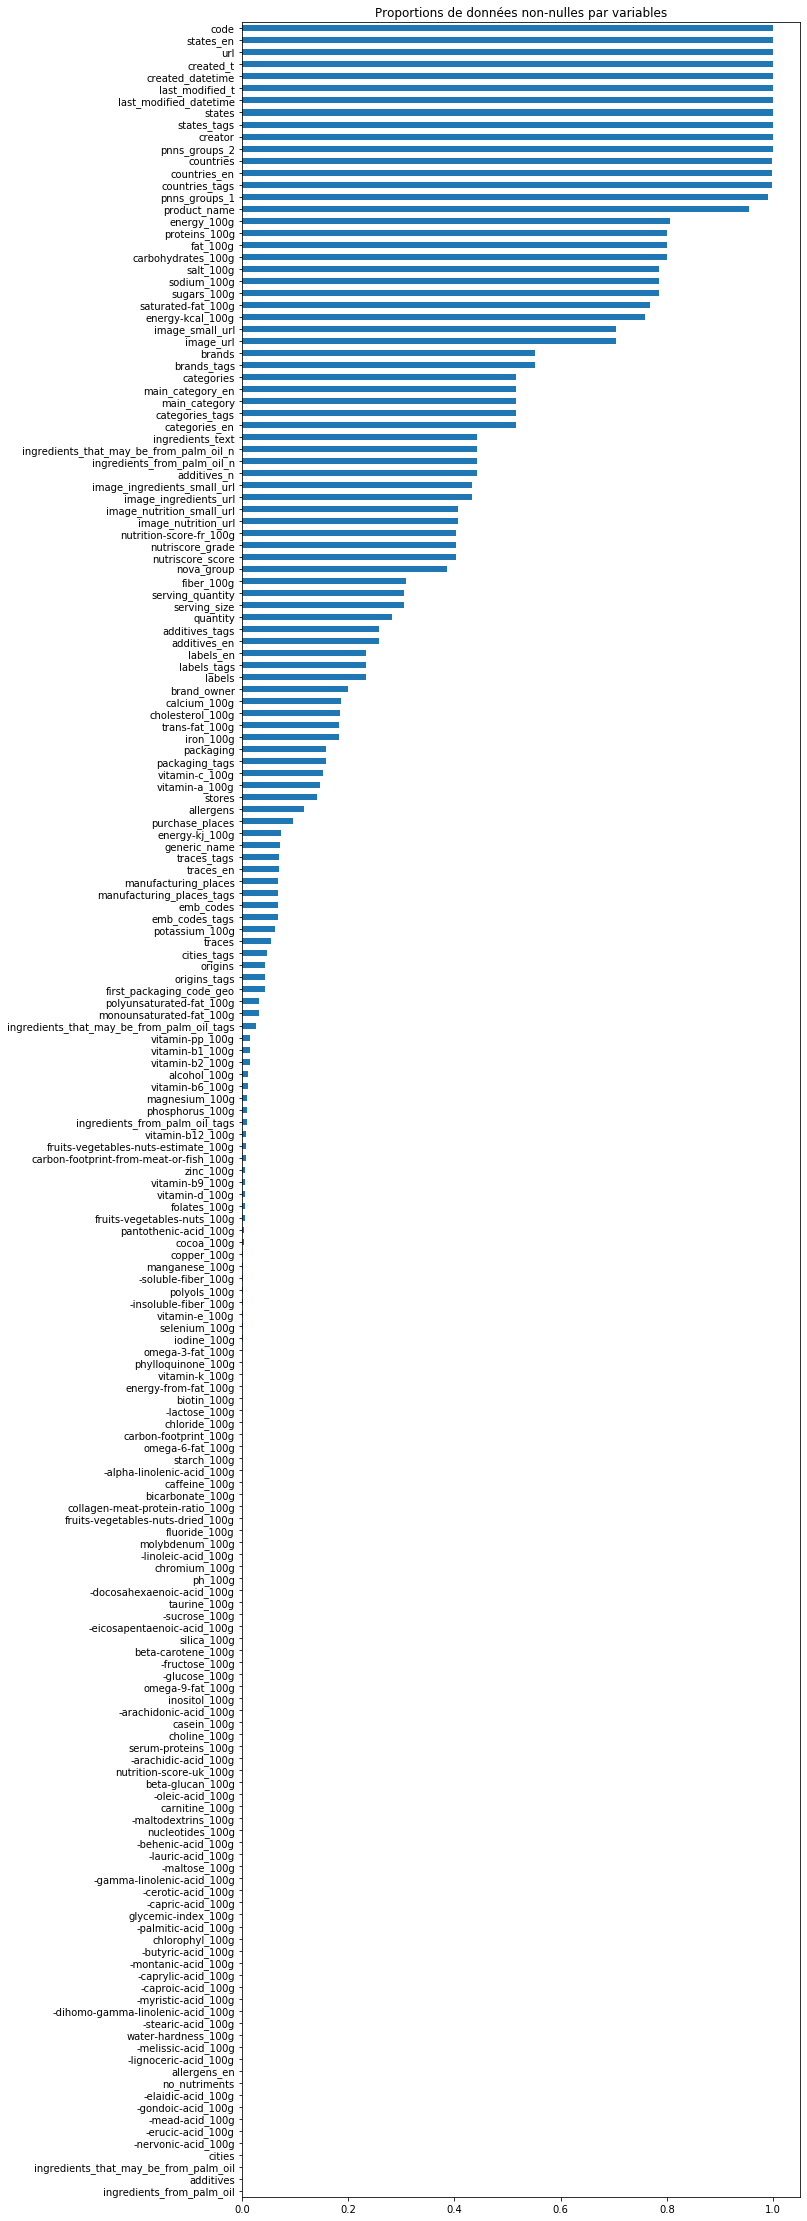 Proportions de données non-nulles par variables
code
states_en
url
created_t
created_datetime
last_modified_t
last_modified_datetime
states
states_tags
creator
pnns_groups_2
countries
countries_en
countries_tags
pnns_groups_1
product_name
energy_100g
proteins_100g
fat_100g
carbohydrates_100g
salt_100g
sodium_100g
sugars_100g
saturated-fat_100g
energy-kcal_100g
image_small_url
image_url
brands
brands_tags
categories
main_category_en
main_category
categories_tags
categories_en
ingredients_text
ingredients_that_may_be_from_palm_oil_n
ingredients_from_palm_oil_n
additives_n
image_ingredients_small_url
image_ingredients_url
image_nutrition_small_url
image_nutrition_url
nutrition-score-fr_100g
nutriscore_grade
nutriscore_score
nova_group
fiber_100g
serving_quantity
serving_size
quantity
additives_tags
additives_en
labels_en
labels_tags
labels
brand_owner
calcium_100g
cholesterol_100g
trans-fat_100g
iron_100g
packaging
packaging_tags
vitamin-c_100g
vitamin-a_100g
stores
allergens
purchase_places
energy-kj_100g
generic_name
traces_tags
traces_en
manufacturing_places
manufacturing_places_tags
emb_codes
emb_codes_tags
potassium_100g
traces
cities_tags
origins
origins_tags
first_packaging_code_geo
polyunsaturated-fat_100g
monounsaturated-fat_100g
ingredients_that_may_be_from_palm_oil_tags
vitamin-pp_100g
vitamin-b1_100g
vitamin-b2_100g
alcohol_100g
vitamin-b6_100g
magnesium_100g
phosphorus_100g
ingredients_from_palm_oil_tags
vitamin-b12_100g
fruits-vegetables-nuts-estimate_100g
carbon-footprint-from-meat-or-fish_100g
zinc_100g
vitamin-b9_100g
vitamin-d_100g
folates_100g
fruits-vegetables-nuts_100g
pantothenic-acid_100g
cocoa_100g
copper_100g
manganese_100g
-soluble-fiber_100g
polyols_100g
-insoluble-fiber_100g
vitamin-e_100g
selenium_100g
iodine_100g
omega-3-fat_100g
phylloquinone_100g
vitamin-k_100g
energy-from-fat_100g
biotin_100g
-lactose_100g
chloride_100g
carbon-footprint_100g
omega-6-fat_100g
starch_100g
-alpha-linolenic-acid_100g
caffeine_100g
bicarbonate_100g
collagen-meat-protein-ratio_100g
fruits-vegetables-nuts-dried_100g
fluoride_100g
molybdenum_100g
-linoleic-acid_100g
chromium_100g
ph_100g
-docosahexaenoic-acid_100g
taurine_100g
-sucrose_100g
-eicosapentaenoic-acid_100g
silica_100g
beta-carotene_100g
-fructose_100g
-glucose_100g
omega-9-fat_100g
inositol_100g
-arachidonic-acid_100g
casein_100g
choline_100g
serum-proteins_100g
-arachidic-acid_100g
nutrition-score-uk_100g
beta-glucan_100g
-oleic-acid_100g
carnitine_100g
-maltodextrins_100g
nucleotides_100g
-behenic-acid_100g
-lauric-acid_100g
-maltose_100g
-gamma-linolenic-acid_100g
-cerotic-acid_100g
-capric-acid_100g
glycemic-index_100g
-palmitic-acid_100g
chlorophyl_100g
-butyric-acid_100g
-montanic-acid_100g
-caprylic-acid_100g
-caproic-acid_100g
-myristic-acid_100g
-dihomo-gamma-linolenic-acid_100g
-stearic-acid_100g
water-hardness_100g
-melissic-acid_100g
-lignoceric-acid_100g
allergens_en
no_nutriments
-elaidic-acid_100g
-gondoic-acid_100g
-mead-acid_100g
-erucic-acid_100g
-nervonic-acid_100g
cities
ingredients_that_may_be_from_palm_oil
additives
ingredients_from_palm_oil
0.0 0.2 0.4 0.6 0.8 1.0